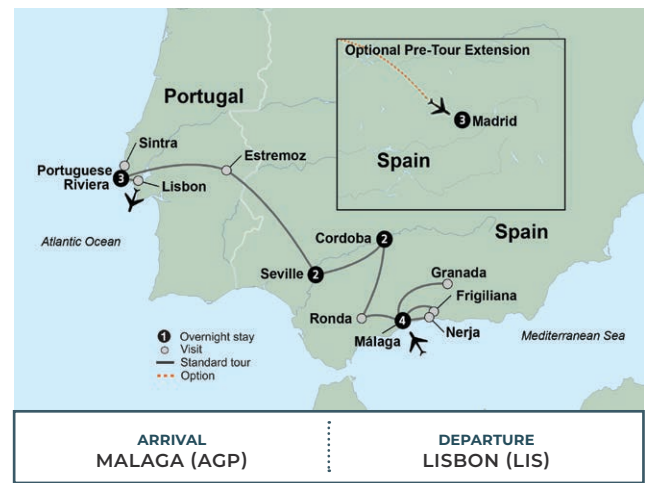 Optional Pre-Tour Extension
3 Madrid
Spain
Portugal
Sintra
Estremoz
Portuguese
Riviera
3
Lisbon
Atlantic Ocean
Spain
Cordoba 2
Seville 2
Granada
Frigiliana
Ronda
4
Málaga
Nerja
Mediterranean Sea
1 Overnight stay
Visit
Standard tour
Option
ARRIVAL
MALAGA (AGP)
DEPARTURE
LISBON (LIS)